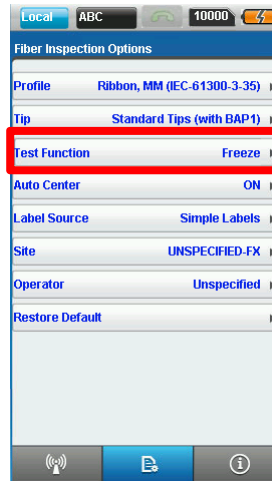 Local ABC 10000
Fiber Inspection Options
Profile Ribbon, MM (IEC-61300-3-35)
Tip Standard Tips (with BAP1)
Test Function Freeze
Auto Center ON
Label Source Simple Labels
Site UNSPECIFIED-FX
Operator Unspecified
Restore Default